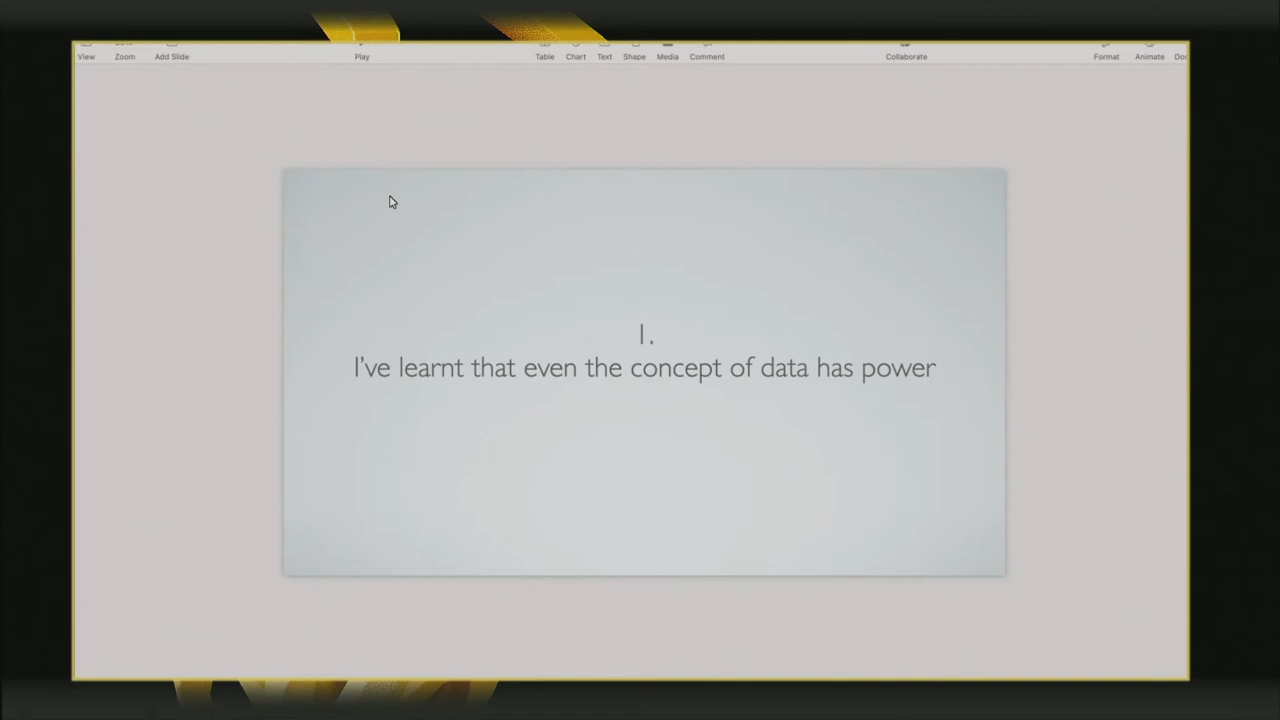 View Zoom Add Slide Play Table Chart Text Shape Media Comment Collaborate Format Animate
1.
I've learnt that even the concept of data has power